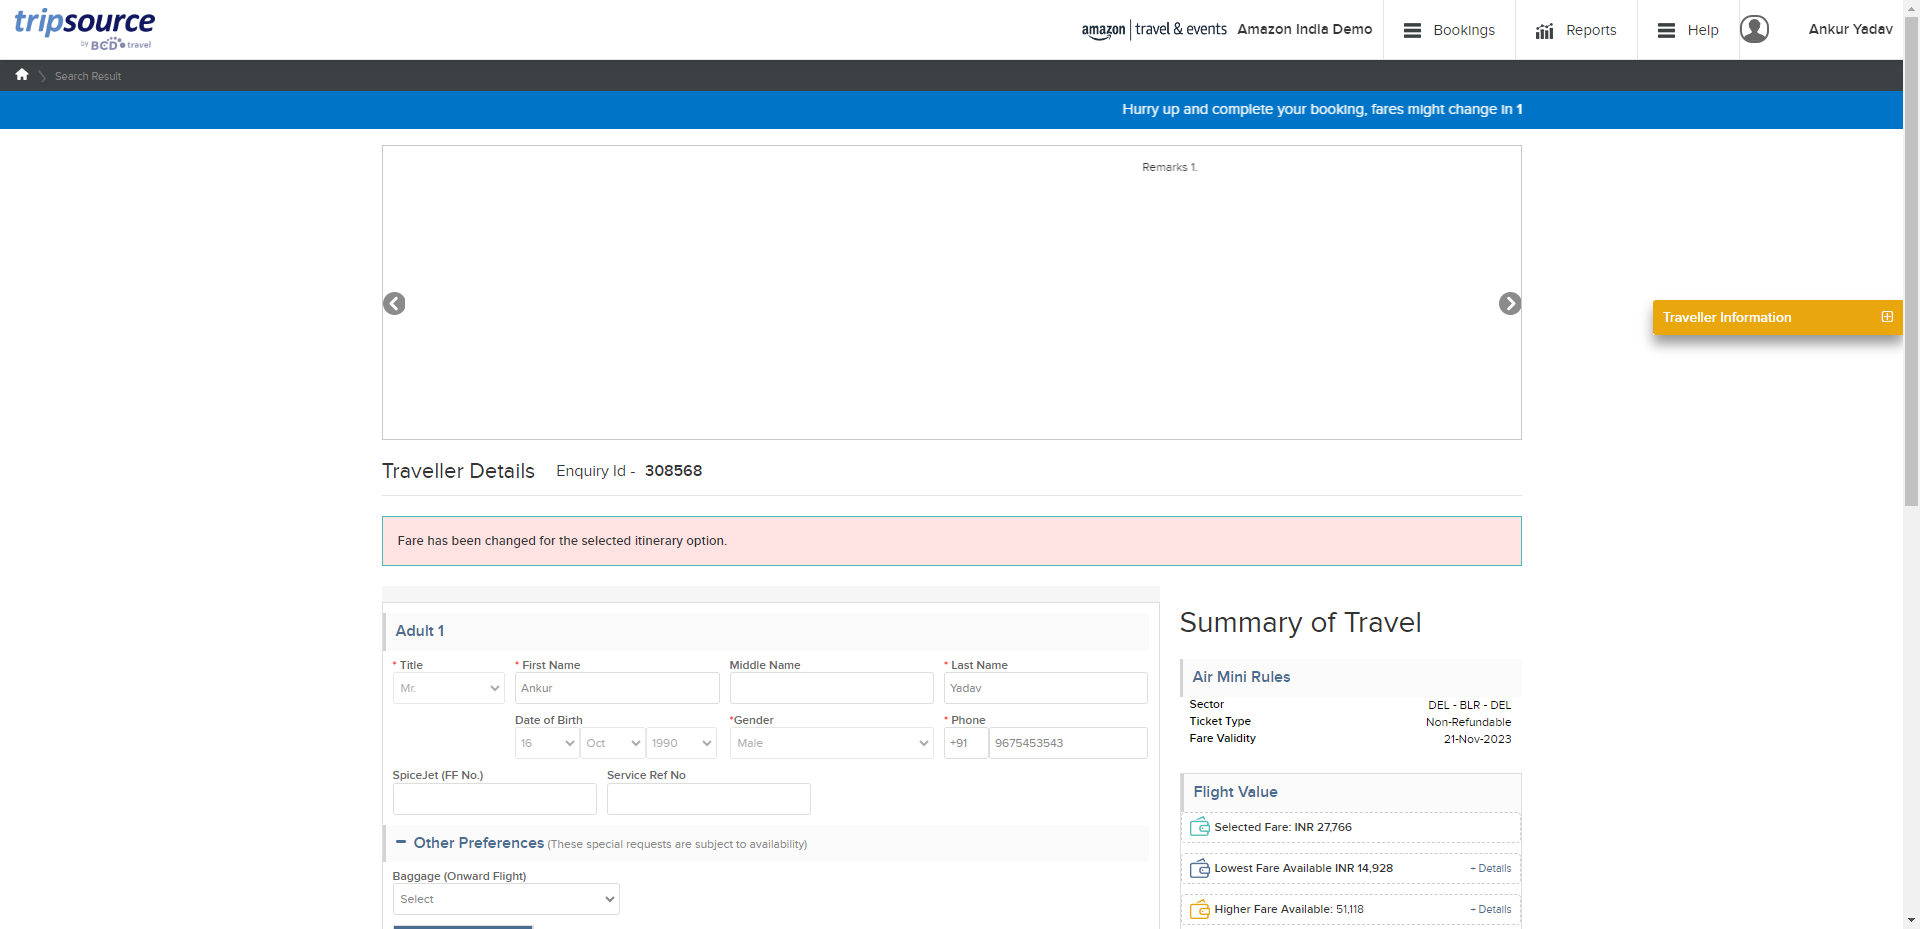 tripsource
by BCD travel
amazon travel & events Amazon India Demo
Bookings
Reports
Help
Ankur Yadav
Search Result
Hurry up and complete your booking, fares might change in 1
Remarks 1.
Traveller Information
Traveller Details Enquiry Id - 308568
Fare has been changed for the selected itinerary option.
Adult 1
* Title * First Name Middle Name * Last Name
Mr. Ankur Yadav
Date of Birth *Gender * Phone
16 Oct 1990 Male +91 9675453543
SpiceJet (FF No.) Service Ref No
Other Preferences (These special requests are subject to availability)
Baggage (Onward Flight)
Select
Summary of Travel
Air Mini Rules
Sector DEL - BLR - DEL
Ticket Type Non-Refundable
Fare Validity 21-Nov-2023
Flight Value
Selected Fare: INR 27,766
Lowest Fare Available INR 14,928 + Details
Higher Fare Available: 51,118 + Details